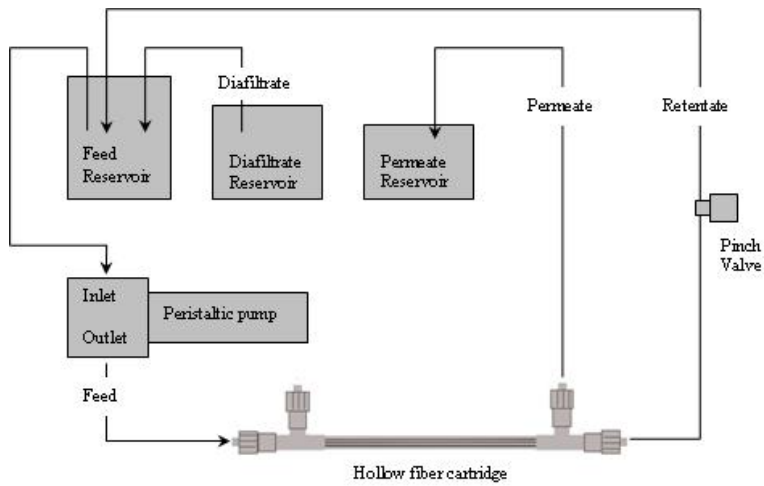 Diafiltrate
Permeate
Retentate
Feed
Reservoir
Diafiltrate
Reservoir
Permeate
Reservoir
Pinch
Valve
Inlet
Outlet
Peristaltic pump
Feed
Hollow fiber cartridge